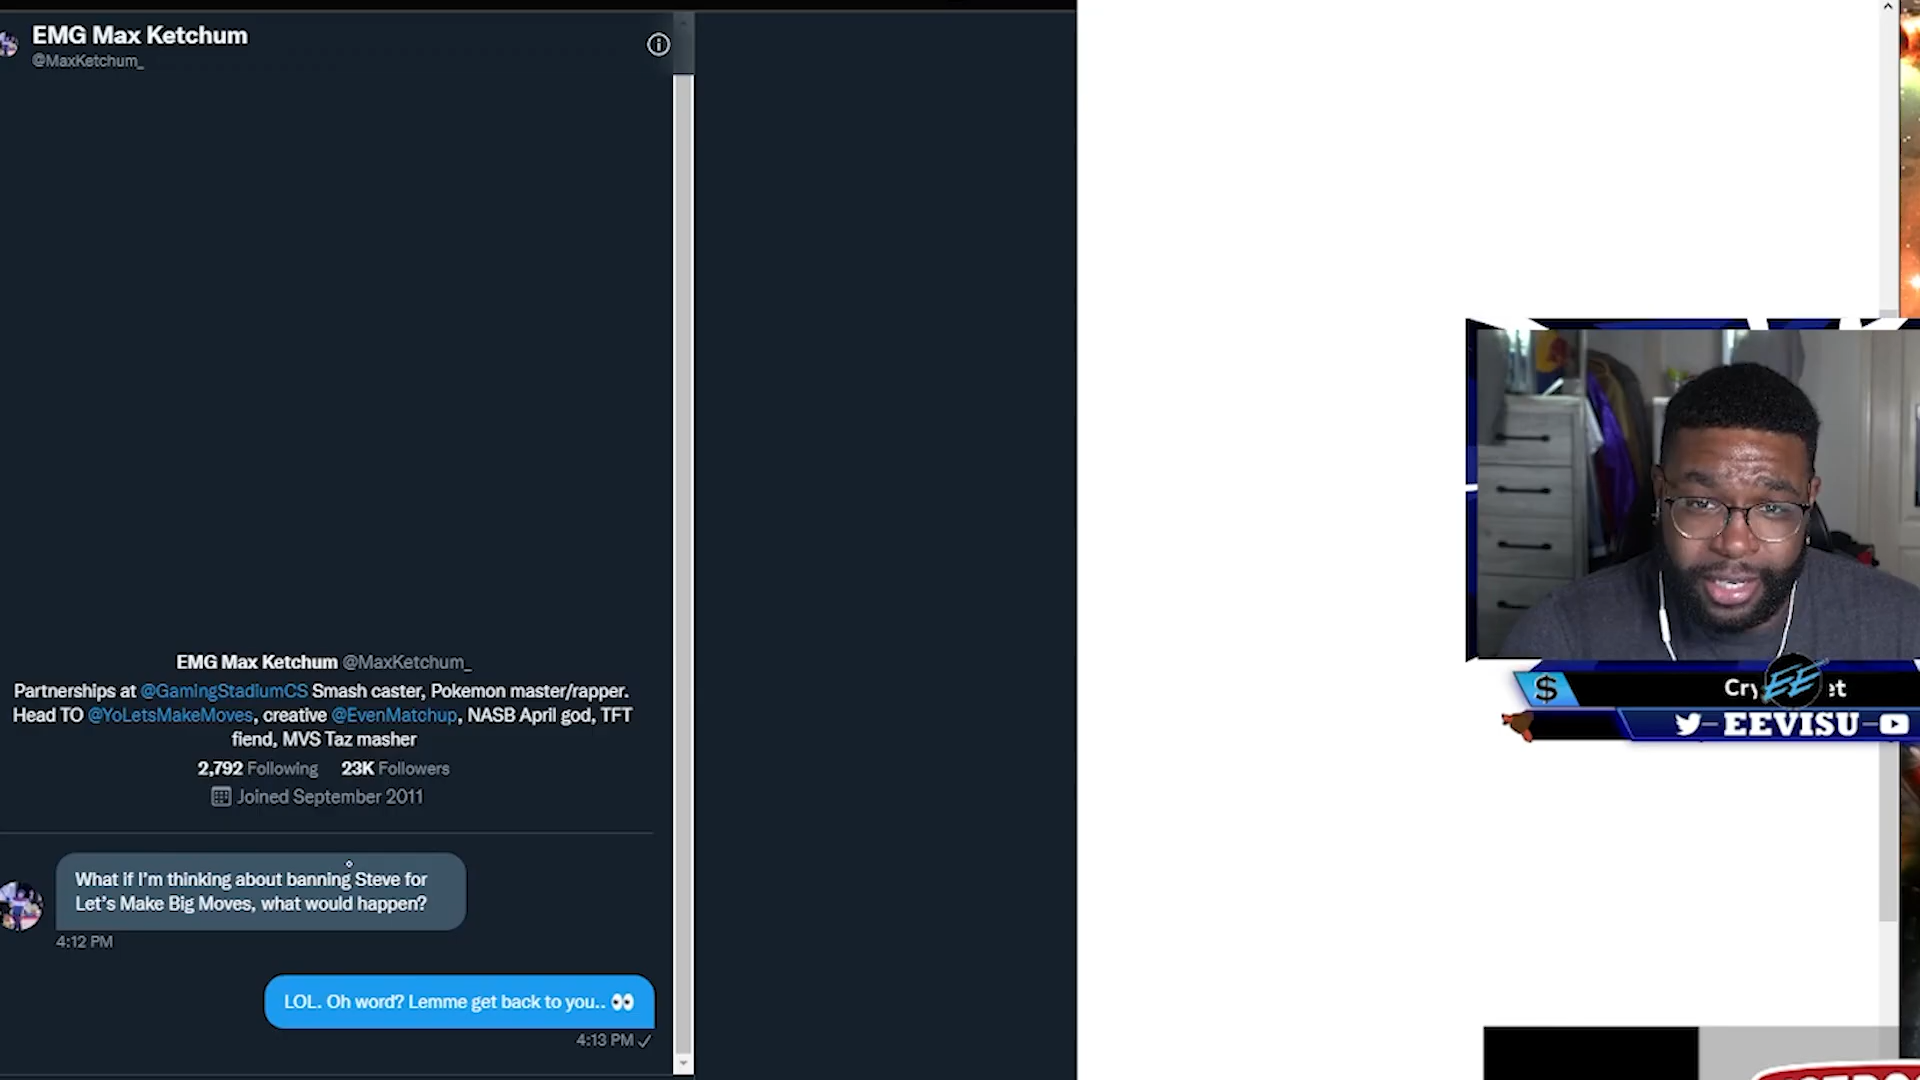 EMG Max Ketchum
@MaxKetchum_
EMG Max Ketchum @MaxKetchum_
Partnerships at @GamingStadiumCS Smash caster, Pokemon master/rapper.
Head TO @YoLetsMakeMoves, creative @EvenMatchup, NASB April god, TFT
fiend, MVS Taz masher
2,792 Following 23K Followers
Joined September 2011
What if I'm thinking about banning Steve for
Let's Make Big Moves, what would happen?
4:12 PM
LOL. Oh word? Lemme get back to you.. 👀
4:13 PM ✓
$
EE
EEVISU